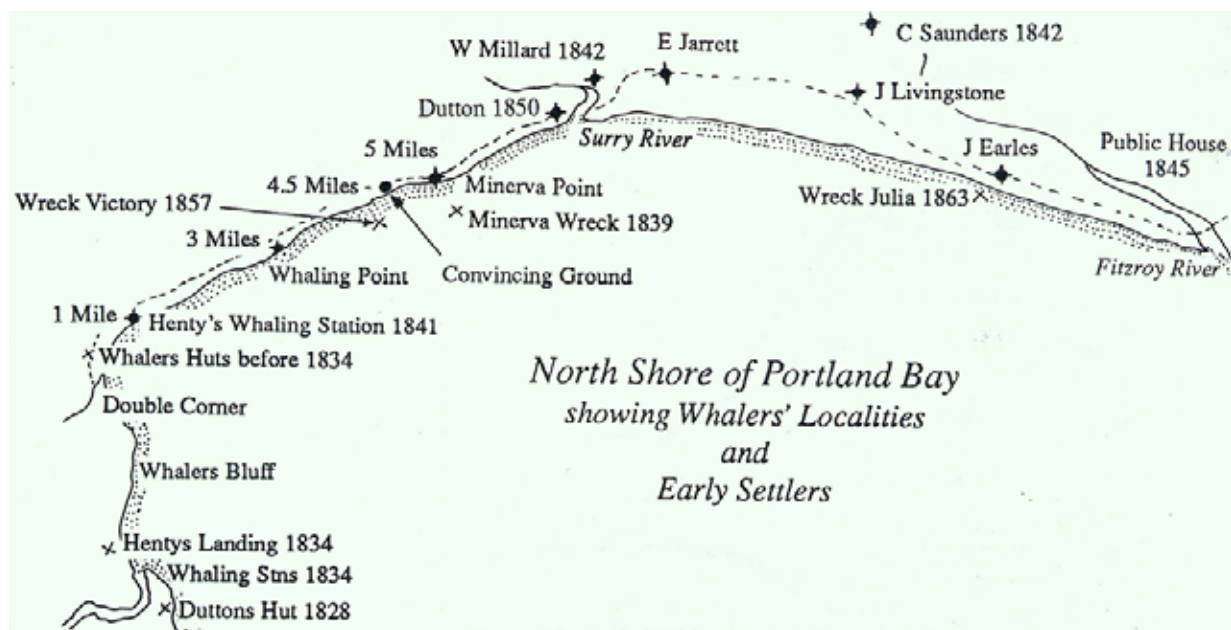 C Saunders 1842
E Jarrett
W Millard 1842
J Livingstone
Dutton 1850
Surry River
5 Miles
J Earles
Public House
1845
4.5 Miles
Minerva Point
Wreck Julia 1863
Wreck Victory 1857
Minerva Wreck 1839
3 Miles
Whaling Point
Convincing Ground
Fitzroy River
1 Mile
Henty's Whaling Station 1841
Whalers Huts before 1834
Double Corner
North Shore of Portland Bay
showing Whalers' Localities
and
Early Settlers
Whalers Bluff
Hentys Landing 1834
Whaling Stns 1834
Duttons Hut 1828